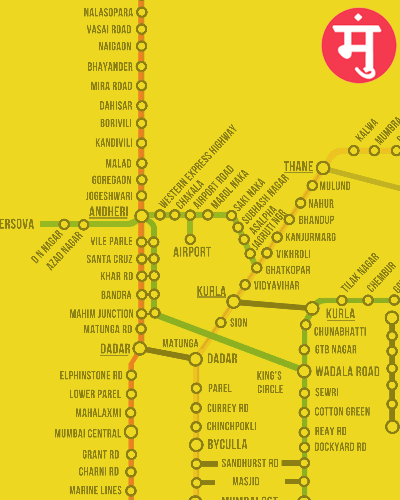 मुं
NALASOPARA
VASAI ROAD
NAIGAON
BHAYANDER
MIRA ROAD
DAHISAR
BORIVILI
KANDIVILI
MALAD
GOREGAON
JOGESHWARI
ANDHERI
WESTERN EXPRESS HIGHWAY
CHAKALA
AIRPORT ROAD
MAROL NAKA
SAKI NAKA
SUBHASH NAGAR
ASALPHA
JAGRUTI NGR
KALWA
MUMBRA
THANE
MULUND
NAHUR
BHANDUP
KANJURMARG
VIKHROLI
GHATKOPAR
VIDYAVIHAR
ERSOVA
D N NAGAR
AZAD NAGAR
AIRPORT
VILE PARLE
SANTA CRUZ
KHAR RD
BANDRA
MAHIM JUNCTION
MATUNGA RD
DADAR
KURLA
SION
MATUNGA
DADAR
TILAK NAGAR
CHEMBUR
KURLA
CHUNABHATTI
GTB NAGAR
KING'S
CIRCLE
WADALA ROAD
ELPHINSTONE RD
LOWER PAREL
MAHALAXMI
MUMBAI CENTRAL
GRANT RD
CHARNI RD
MARINE LINES
PAREL
CURREY RD
CHINCHPOKLI
BYCULLA
SANDHURST RD
MASJID
SEWRI
COTTON GREEN
REAY RD
DOCKYARD RD